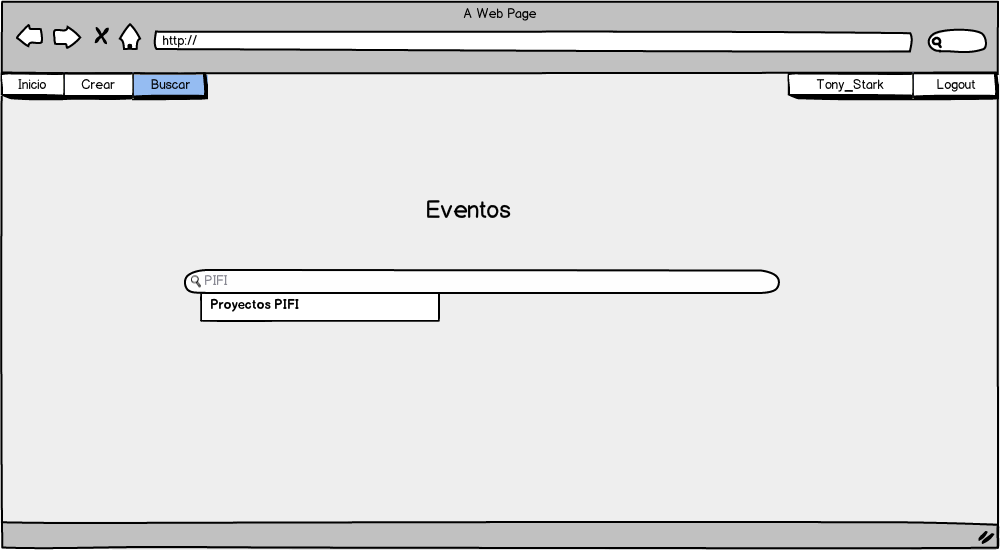 A Web Page
http://
Inicio Crear Buscar Tony_Stark Logout
Eventos
PIFI
Proyectos PIFI